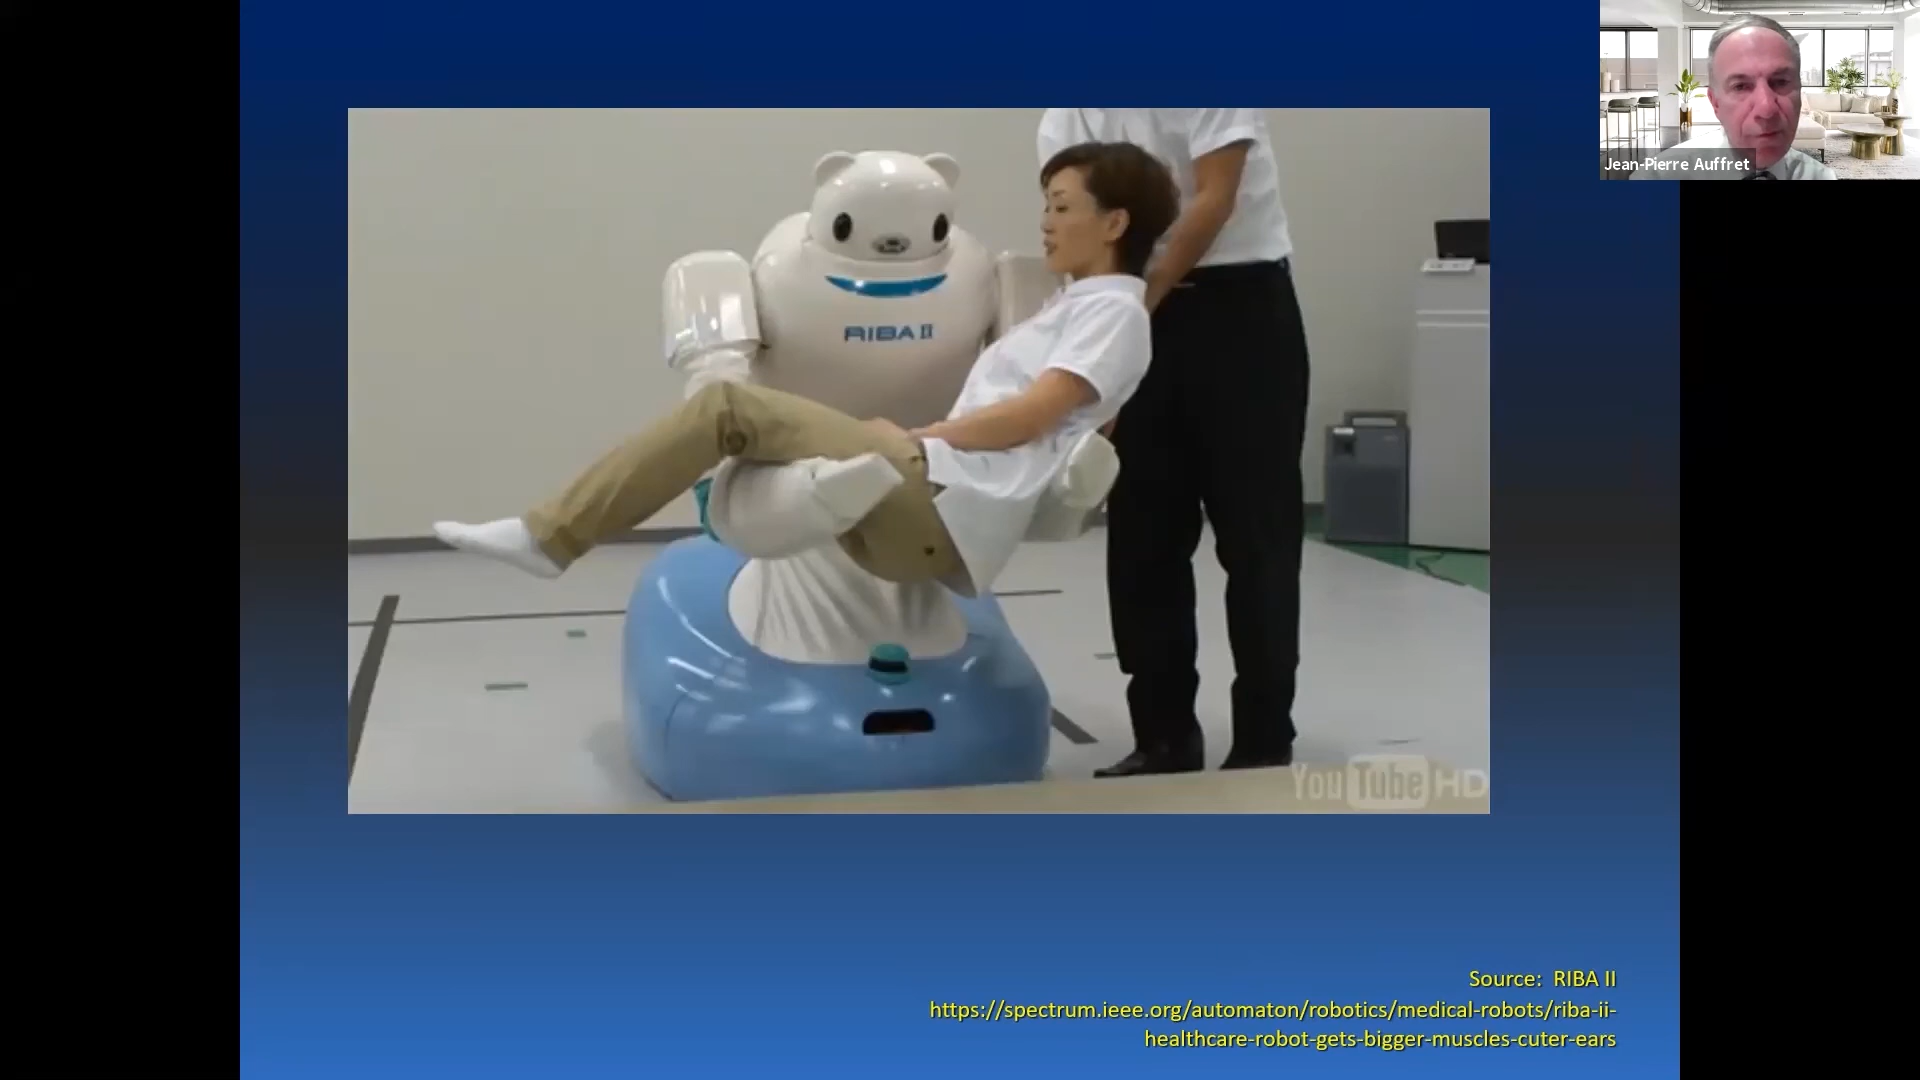 Jean-Pierre Auffret
RIBA II
YouTube HD
Source: RIBA II
https://spectrum.ieee.org/automaton/robotics/medical-robots/riba-ii-
healthcare-robot-gets-bigger-muscles-cuter-ears